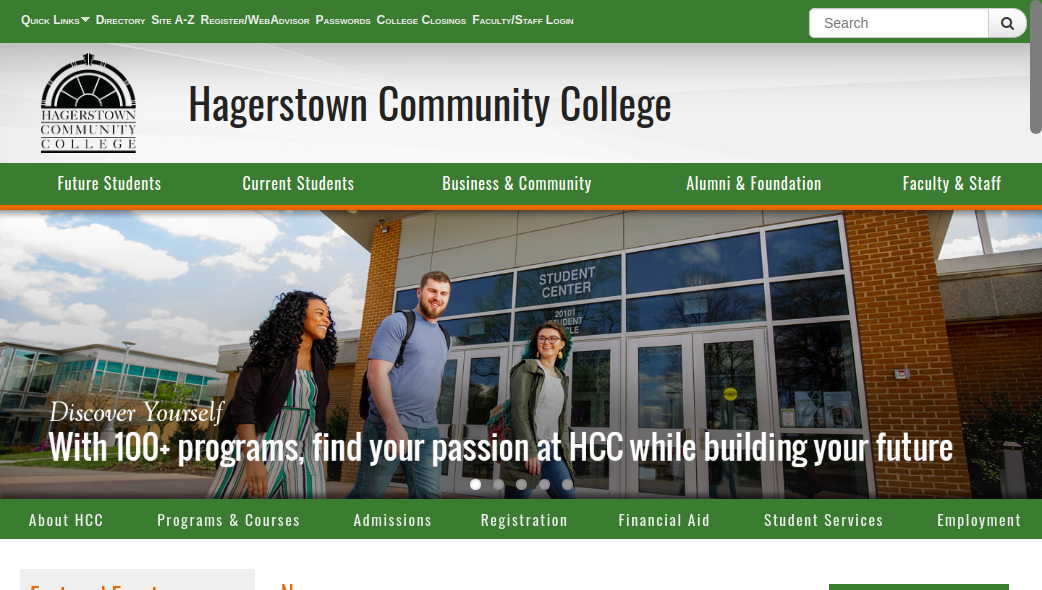 Quick Links Directory Site A-Z Register/WebAdvisor Passwords College Closings Faculty/Staff Login
Search
HAGERSTOWN
COMMUNITY
COLLEGE
Hagerstown Community College
Future Students Current Students Business & Community Alumni & Foundation Faculty & Staff
STUDENT
CENTER
20101
STUDENT
Discover Yourself
With 100+ programs, find your passion at HCC while building your future
About HCC Programs & Courses Admissions Registration Financial Aid Student Services Employment